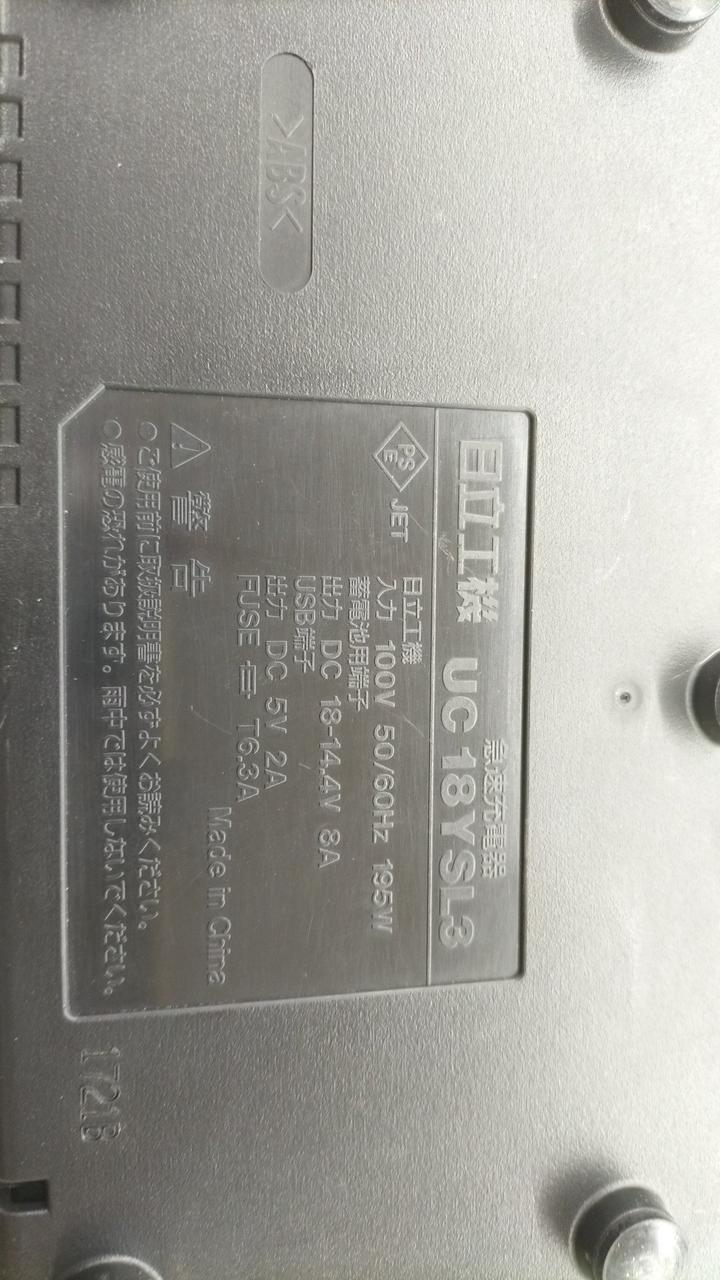 >ABS<
急速充電器
日立工機 UC 18YSL3
PS
E
JET
日立工機
入力 100V 50/60Hz 195W
蓄電池用端子
出力 DC 18-14.4V 8A
USB端子
出力 DC 5V 2A
FUSE T6.3A
Made in China
警告
●ご使用前に取扱説明書を必ずよくお読みください。
●感電の恐れがあります。雨中では使用しないでください。
1721B